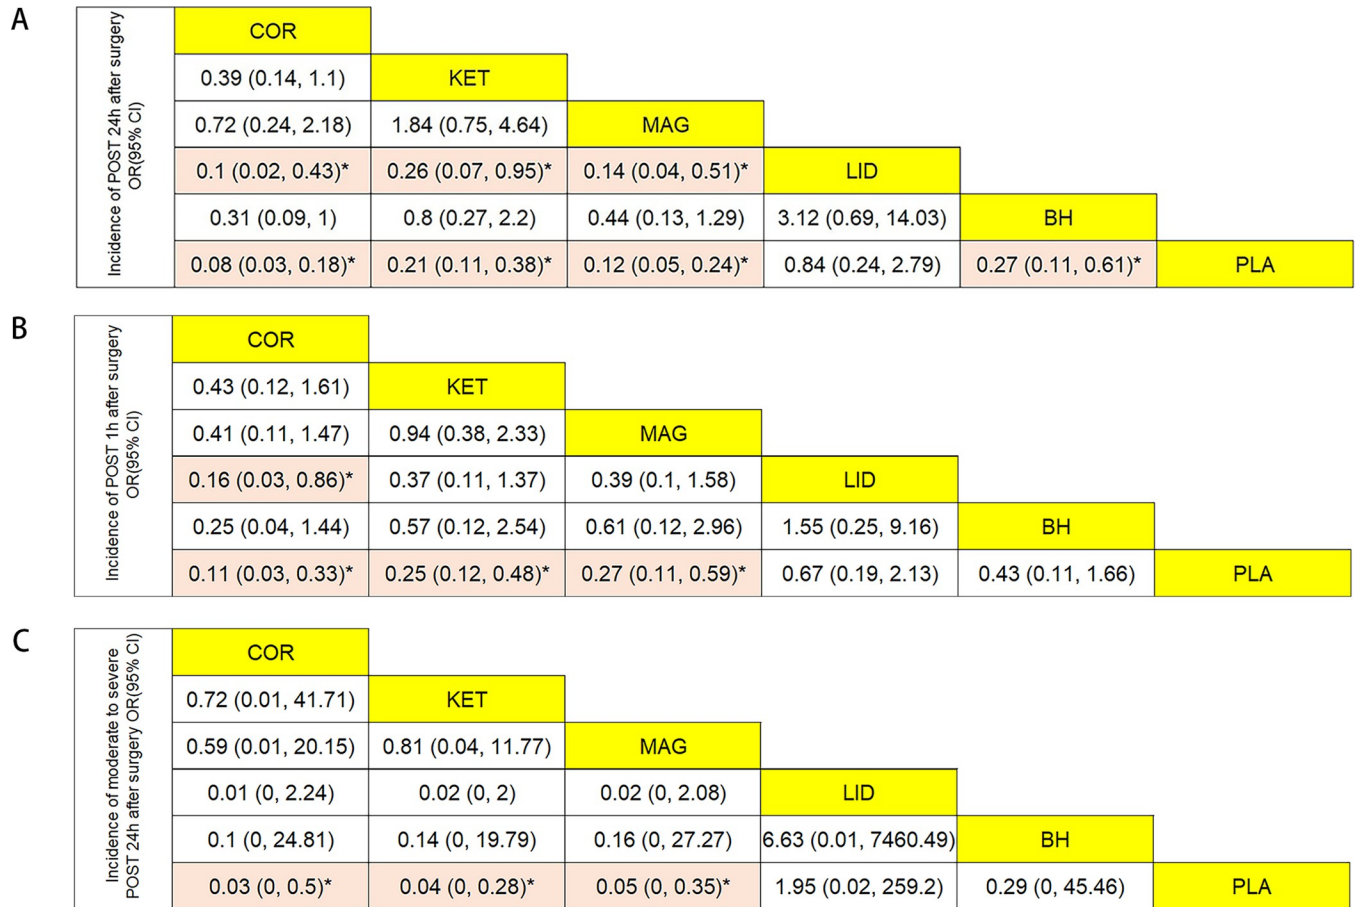 A
Incidence of POST 24h after surgery
OR(95% CI)
COR
0.39 (0.14, 1.1) KET
0.72 (0.24, 2.18) 1.84 (0.75, 4.64) MAG
0.1 (0.02, 0.43)* 0.26 (0.07, 0.95)* 0.14 (0.04, 0.51)* LID
0.31 (0.09, 1) 0.8 (0.27, 2.2) 0.44 (0.13, 1.29) 3.12 (0.69, 14.03) BH
0.08 (0.03, 0.18)* 0.21 (0.11, 0.38)* 0.12 (0.05, 0.24)* 0.84 (0.24, 2.79) 0.27 (0.11, 0.61)* PLA
B
Incidence of POST 1h after surgery
OR(95% CI)
COR
0.43 (0.12, 1.61) KET
0.41 (0.11, 1.47) 0.94 (0.38, 2.33) MAG
0.16 (0.03, 0.86)* 0.37 (0.11, 1.37) 0.39 (0.1, 1.58) LID
0.25 (0.04, 1.44) 0.57 (0.12, 2.54) 0.61 (0.12, 2.96) 1.55 (0.25, 9.16) BH
0.11 (0.03, 0.33)* 0.25 (0.12, 0.48)* 0.27 (0.11, 0.59)* 0.67 (0.19, 2.13) 0.43 (0.11, 1.66) PLA
C
Incidence of moderate to severe
POST 24h after surgery OR(95% CI)
COR
0.72 (0.01, 41.71) KET
0.59 (0.01, 20.15) 0.81 (0.04, 11.77) MAG
0.01 (0, 2.24) 0.02 (0, 2) 0.02 (0, 2.08) LID
0.1 (0, 24.81) 0.14 (0, 19.79) 0.16 (0, 27.27) 6.63 (0.01, 7460.49) BH
0.03 (0, 0.5)* 0.04 (0, 0.28)* 0.05 (0, 0.35)* 1.95 (0.02, 259.2) 0.29 (0, 45.46) PLA